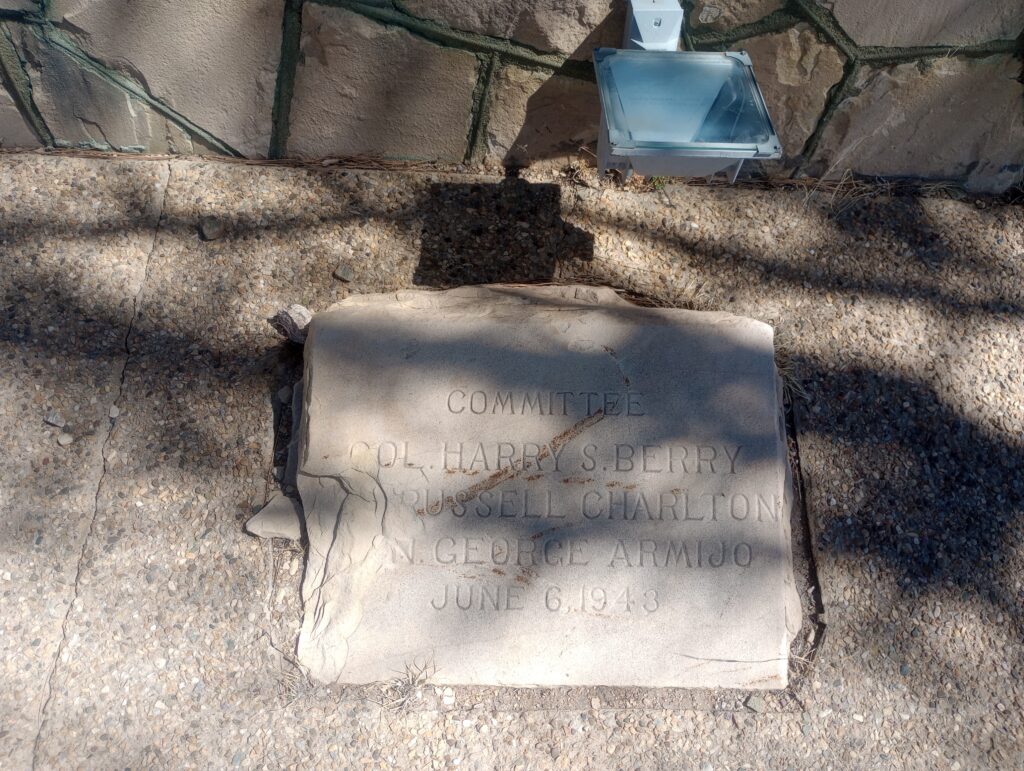 COMMITTEE
COL. HARRY S. BERRY
RUSSELL CHARLTON
N. GEORGE ARMIJO
JUNE 6, 1943